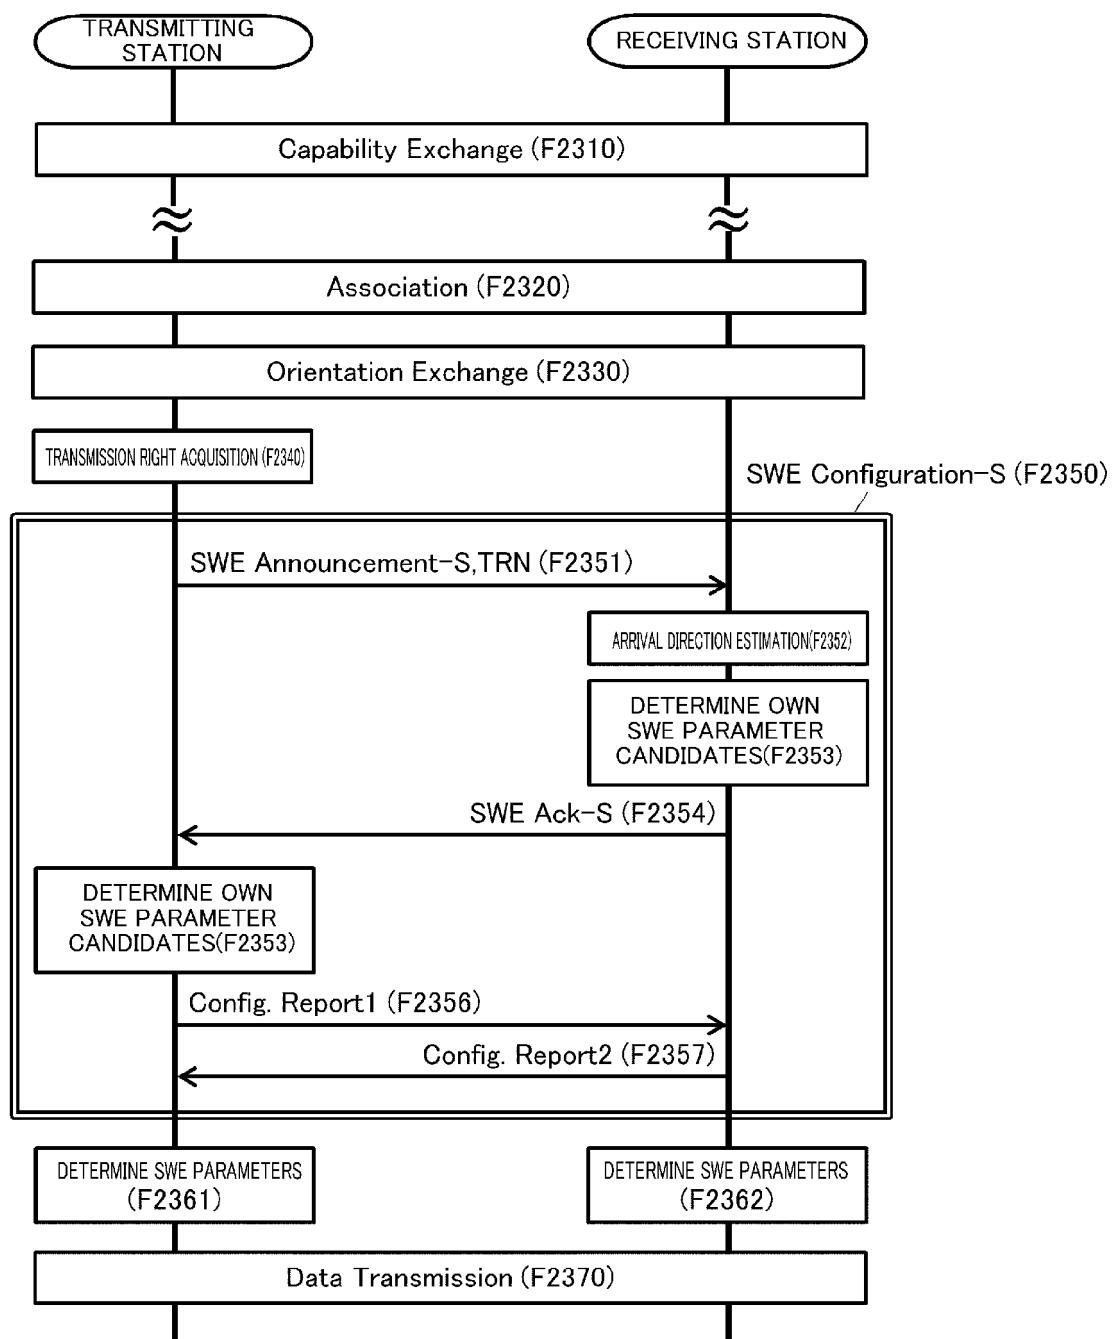 TRANSMITTING
STATION
RECEIVING STATION
Capability Exchange (F2310)
Association (F2320)
Orientation Exchange (F2330)
TRANSMISSION RIGHT ACQUISITION (F2340)
SWE Configuration-S (F2350)
SWE Announcement-S,TRN (F2351)
ARRIVAL DIRECTION ESTIMATION(F2352)
DETERMINE OWN
SWE PARAMETER
CANDIDATES(F2353)
SWE Ack-S (F2354)
DETERMINE OWN
SWE PARAMETER
CANDIDATES(F2353)
Config. Report1 (F2356)
Config. Report2 (F2357)
DETERMINE SWE PARAMETERS
(F2361)
DETERMINE SWE PARAMETERS
(F2362)
Data Transmission (F2370)